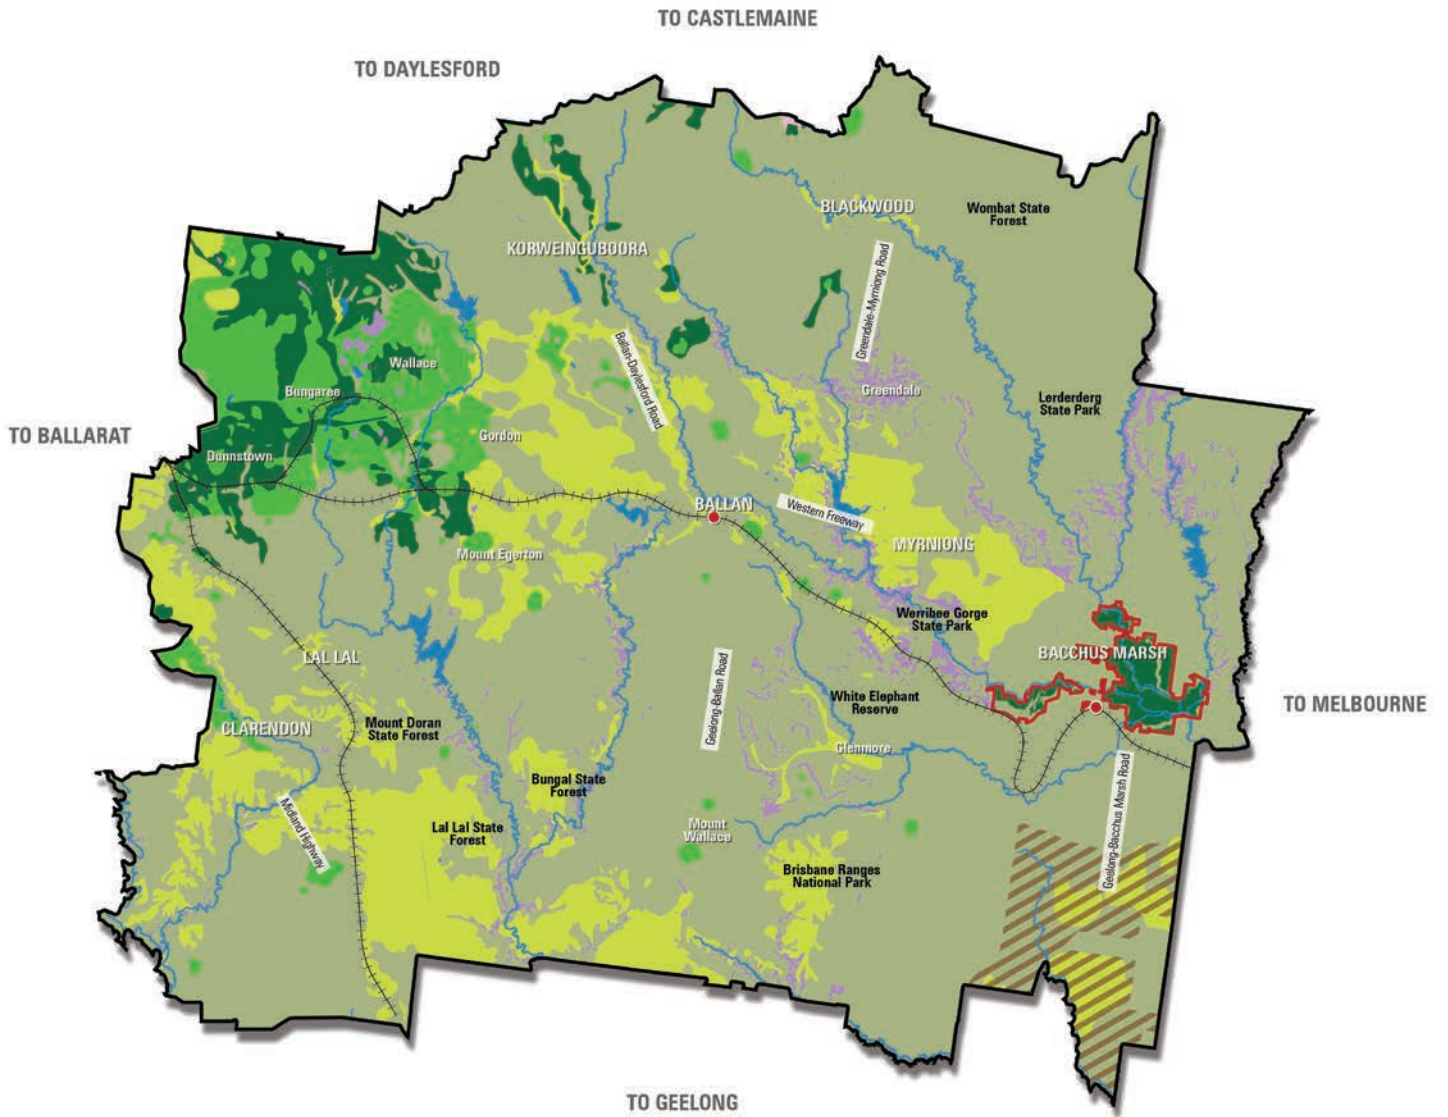 TO CASTLEMAINE
TO DAYLESFORD
BLACKWOOD
Wombat State
Forest
KORWEINGUBOORA
Greendale-Myrniong Road
Ballan-Daylesford Road
Wallace
Bungaree
Greendale
Lerderderg
State Park
TO BALLARAT
Gordon
Dunnstown
BALLAN
Western Freeway
MYRNIONG
Mount Egerton
Werribee Gorge
State Park
LAL LAL
BACCHUS MARSH
Geelong-Ballan Road
White Elephant
Reserve
TO MELBOURNE
CLARENDON
Mount Doran
State Forest
Glenmore
Bungal State
Forest
Geelong-Bacchus Marsh Road
Midland Highway
Lal Lal State
Forest
Mount
Wallace
Brisbane Ranges
National Park
TO GEELONG